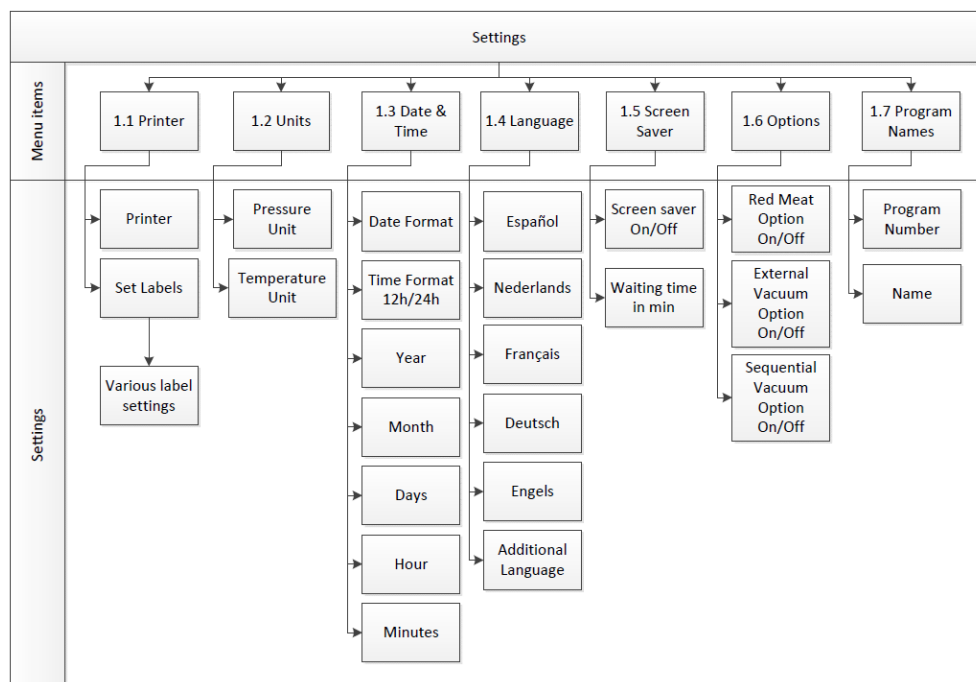 Settings
Menu items
1.1 Printer
1.2 Units
1.3 Date &
Time
1.4 Language
1.5 Screen
Saver
1.6 Options
1.7 Program
Names
Settings
Printer
Set Labels
Various label
settings
Pressure
Unit
Temperature
Unit
Date Format
Time Format
12h/24h
Year
Month
Days
Hour
Minutes
Español
Nederlands
Français
Deutsch
Engels
Additional
Language
Screen saver
On/Off
Waiting time
in min
Red Meat
Option
On/Off
External
Vacuum
Option
On/Off
Sequential
Vacuum
Option
On/Off
Program
Number
Name